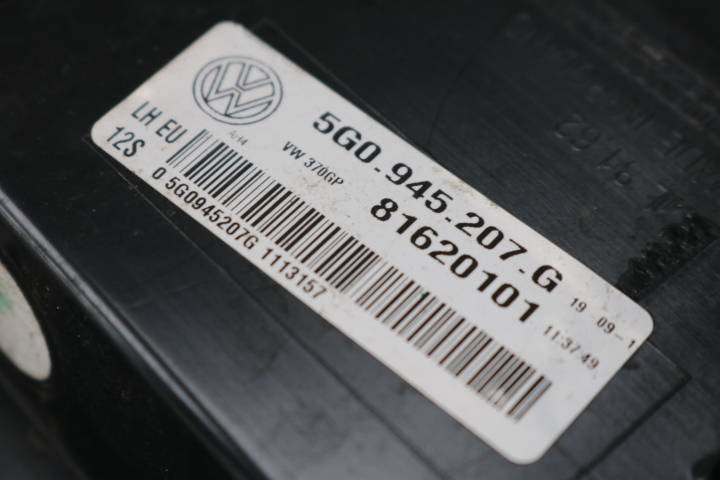 5G0.945.207.G
VW 370GP
81620101
19 09-1
11:37:49
LH EU
12S
0 5G0945207G 1113157